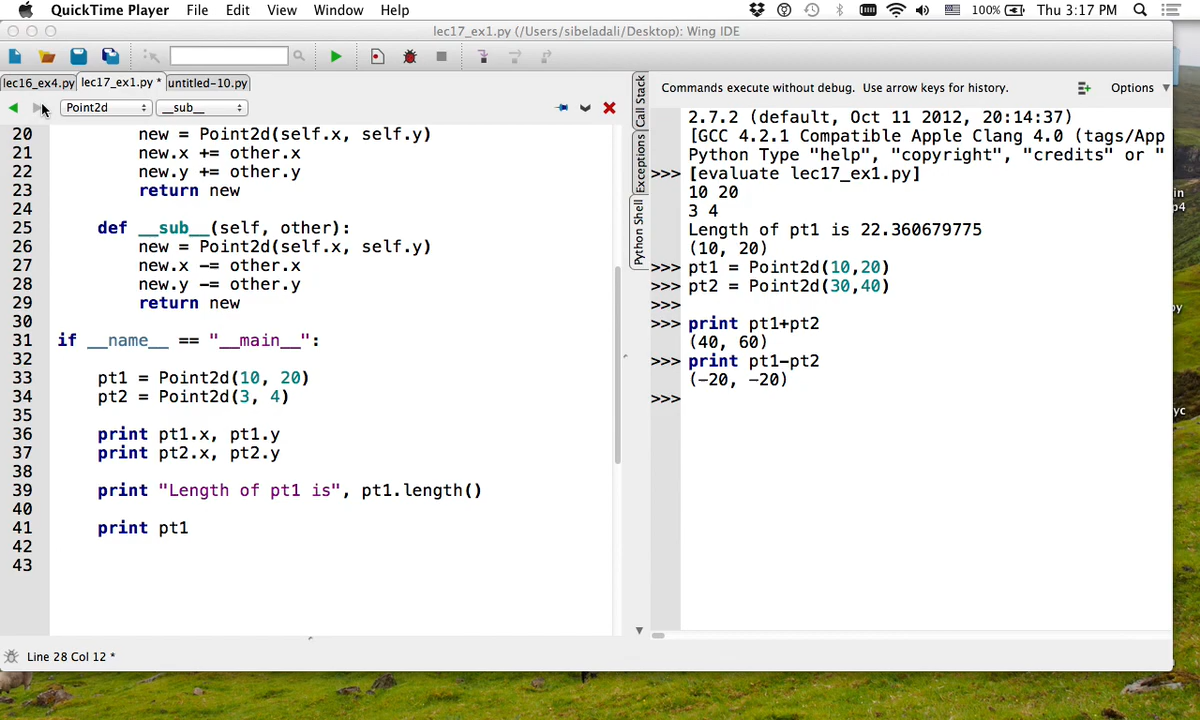 QuickTime Player File Edit View Window Help 100% Thu 3:17 PM
lec17_ex1.py (/Users/sibeladali/Desktop): Wing IDE
lec16_ex4.py lec17_ex1.py * untitled-10.py
Point2d __sub__
20 new = Point2d(self.x, self.y)
21 new.x += other.x
22 new.y += other.y
23 return new
24
25 def __sub__(self, other):
26 new = Point2d(self.x, self.y)
27 new.x -= other.x
28 new.y -= other.y
29 return new
30
31 if __name__ == "__main__":
32
33 pt1 = Point2d(10, 20)
34 pt2 = Point2d(3, 4)
35
36 print pt1.x, pt1.y
37 print pt2.x, pt2.y
38
39 print "Length of pt1 is", pt1.length()
40
41 print pt1
42
43
Line 28 Col 12 *
Call Stack
Exceptions
Python Shell
Commands execute without debug. Use arrow keys for history. Options
2.7.2 (default, Oct 11 2012, 20:14:37)
[GCC 4.2.1 Compatible Apple Clang 4.0 (tags/App
Python Type "help", "copyright", "credits" or "
>>> [evaluate lec17_ex1.py]
10 20
3 4
Length of pt1 is 22.360679775
(10, 20)
>>> pt1 = Point2d(10,20)
>>> pt2 = Point2d(30,40)
>>>
>>> print pt1+pt2
(40, 60)
>>> print pt1-pt2
(-20, -20)
>>>
in
p4
py
yc